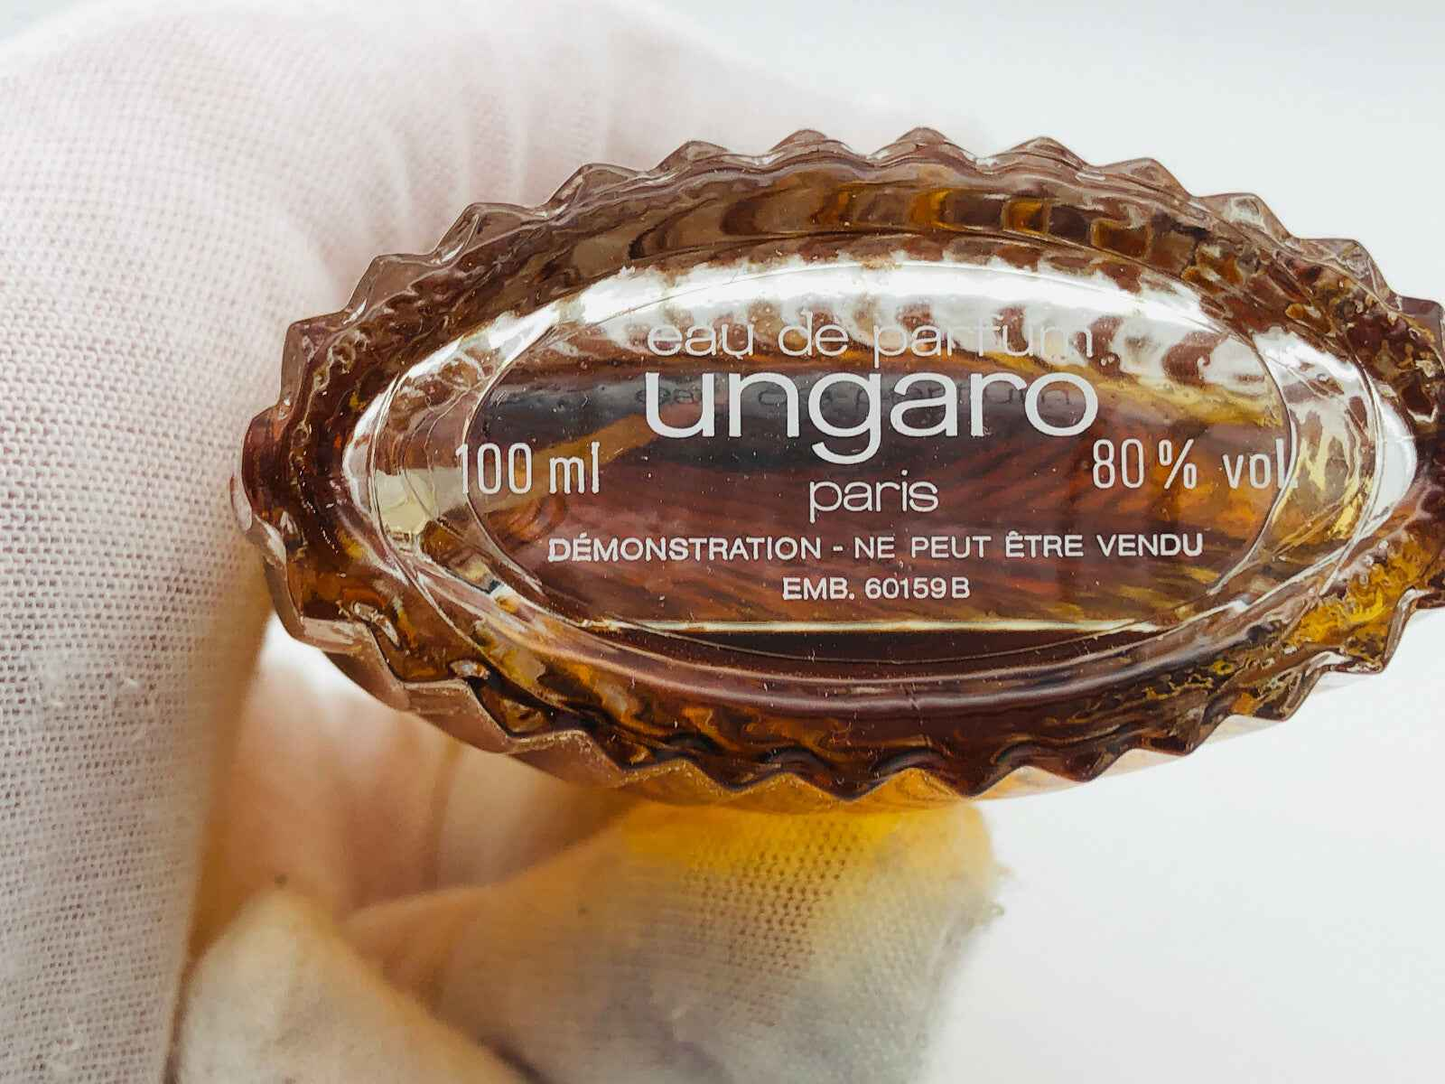 eau de parfum
ungaro
100 ml
80% vol.
paris
DÉMONSTRATION - NE PEUT ÊTRE VENDU
EMB. 60159B